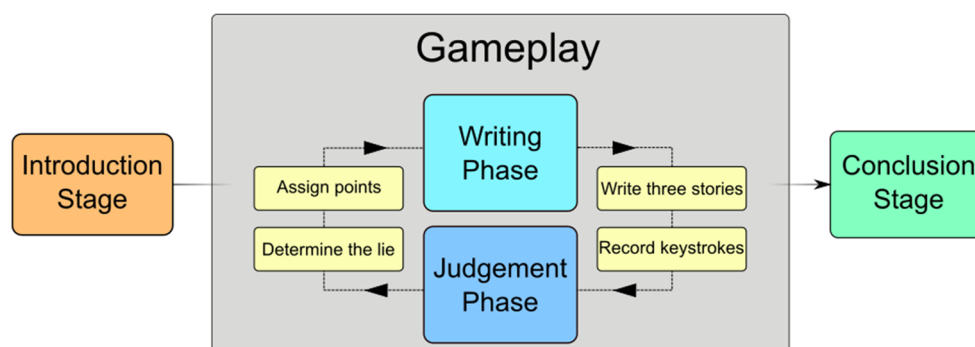 Gameplay
Introduction
Stage
Writing
Phase
Assign points
Write three stories
Determine the lie
Record keystrokes
Judgement
Phase
Conclusion
Stage